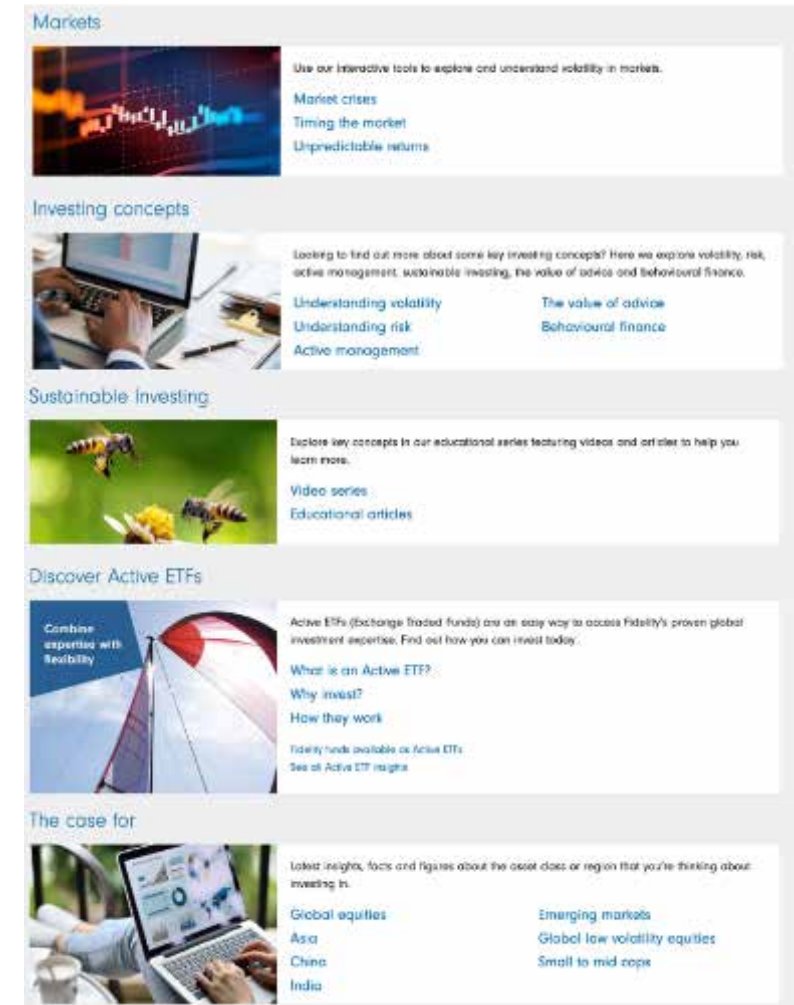 Markets
Use our interactive tools to explore and understand volatility in markets.
Market crises
Timing the market
Unpredictable returns
Investing concepts
Looking to find out more about some key investing concepts? Here we explore volatility, risk,
active management, sustainable investing, the value of advice and behavioural finance.
Understanding volatility
The value of advice
Understanding risk
Behavioural finance
Active management
Sustainable Investing
Explore key concepts in our educational series featuring videos and articles to help you
learn more.
Video series
Educational articles
Discover Active ETFs
Combine
expertise with
flexibility
Active ETFs (Exchange Traded Funds) are an easy way to access Fidelity's proven global
investment expertise. Find out how you can invest today.
What is an Active ETF?
Why invest?
How they work
Fidelity funds available as Active ETFs
See all Active ETF insights
The case for
Latest insights, facts and figures about the asset class or region that you're thinking about
investing in.
Global equities
Emerging markets
Asia
Global low volatility equities
China
Small to mid caps
India